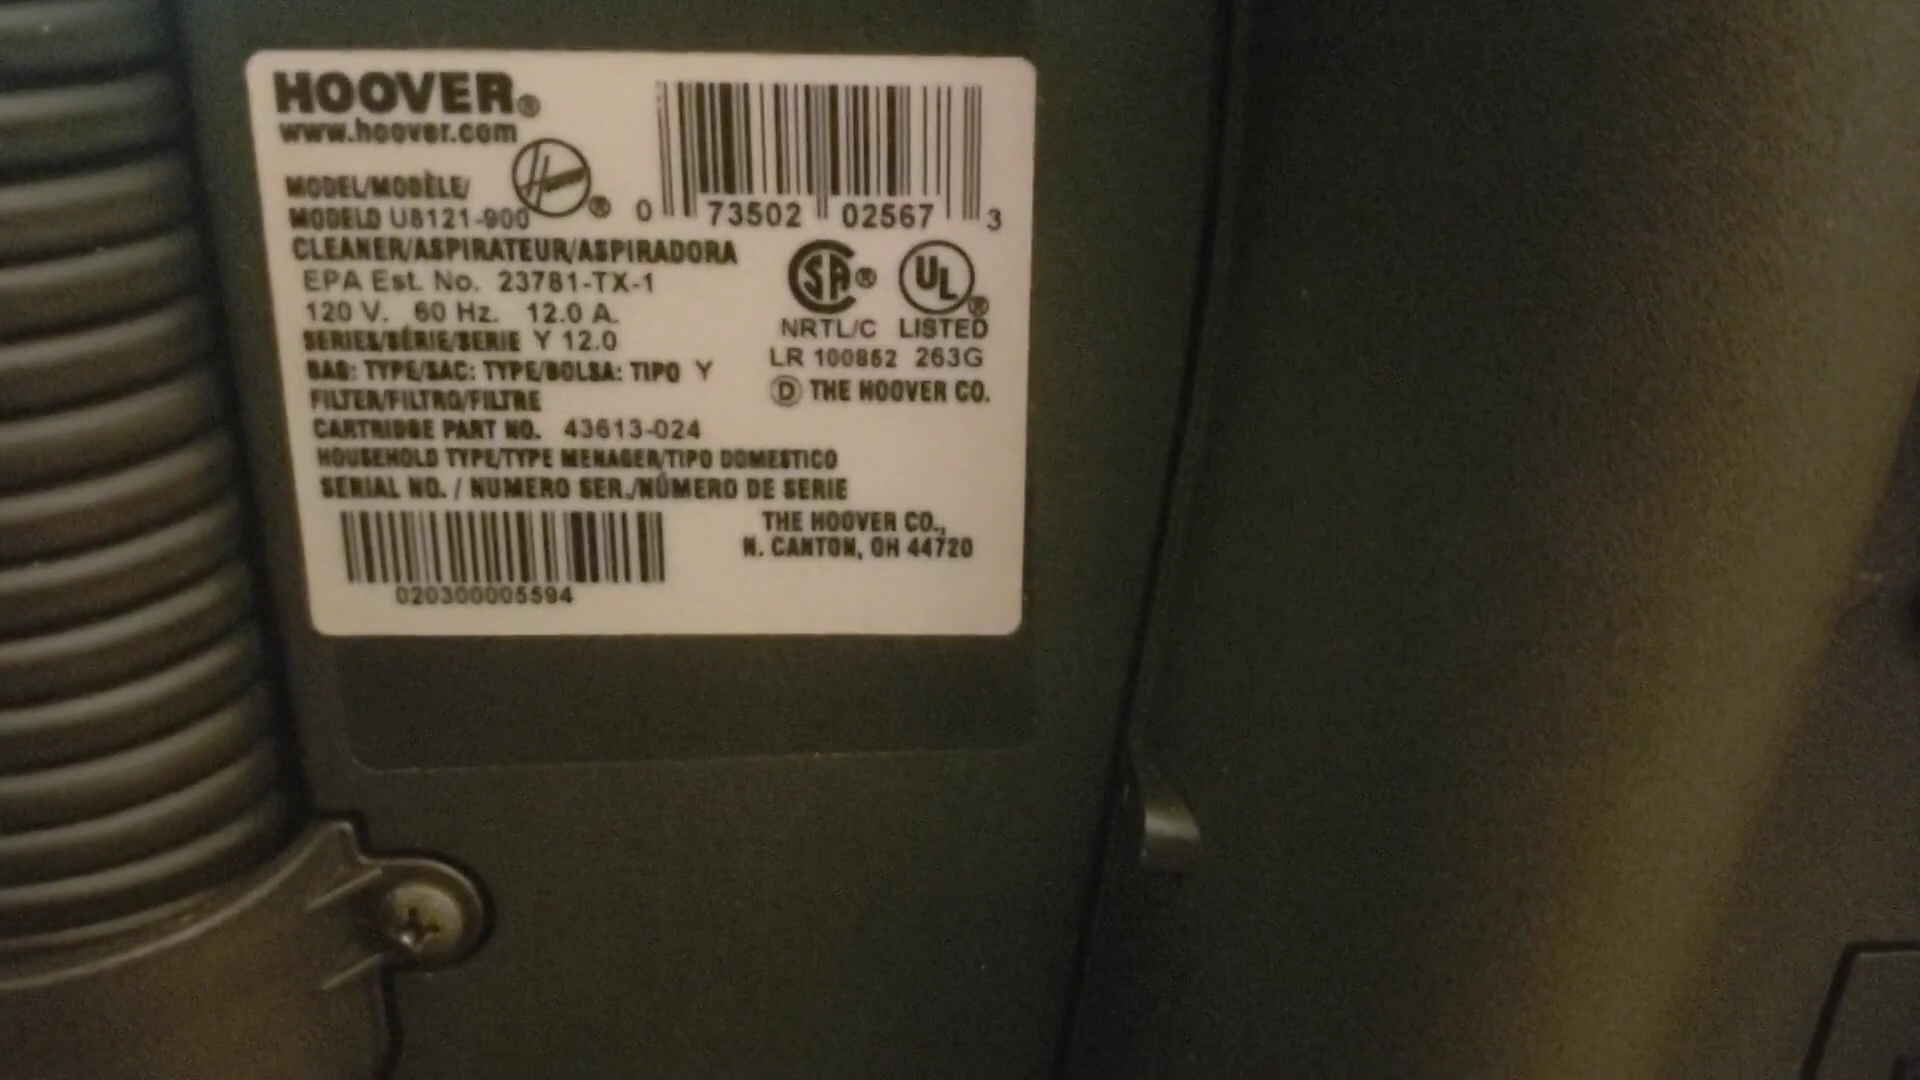 HOOVER®
www.hoover.com
H ®
MODEL/MODÈLE/
MODELO U8121-900
0 73502 02567 3
CLEANER/ASPIRATEUR/ASPIRADORA
EPA Est. No. 23781-TX-1
120 V. 60 Hz. 12.0 A.
SERIES/SÉRIE/SERIE Y 12.0
BAG: TYPE/SAC: TYPE/BOLSA: TIPO Y
FILTER/FILTRO/FILTRE
CARTRIDGE PART NO. 43613-024
SA® UL®
NRTL/C LISTED
LR 100862 263G
D THE HOOVER CO.
HOUSEHOLD TYPE/TYPE MENAGER/TIPO DOMESTICO
SERIAL NO. / NUMERO SER./NÚMERO DE SERIE
020300005594
THE HOOVER CO.,
N. CANTON, OH 44720